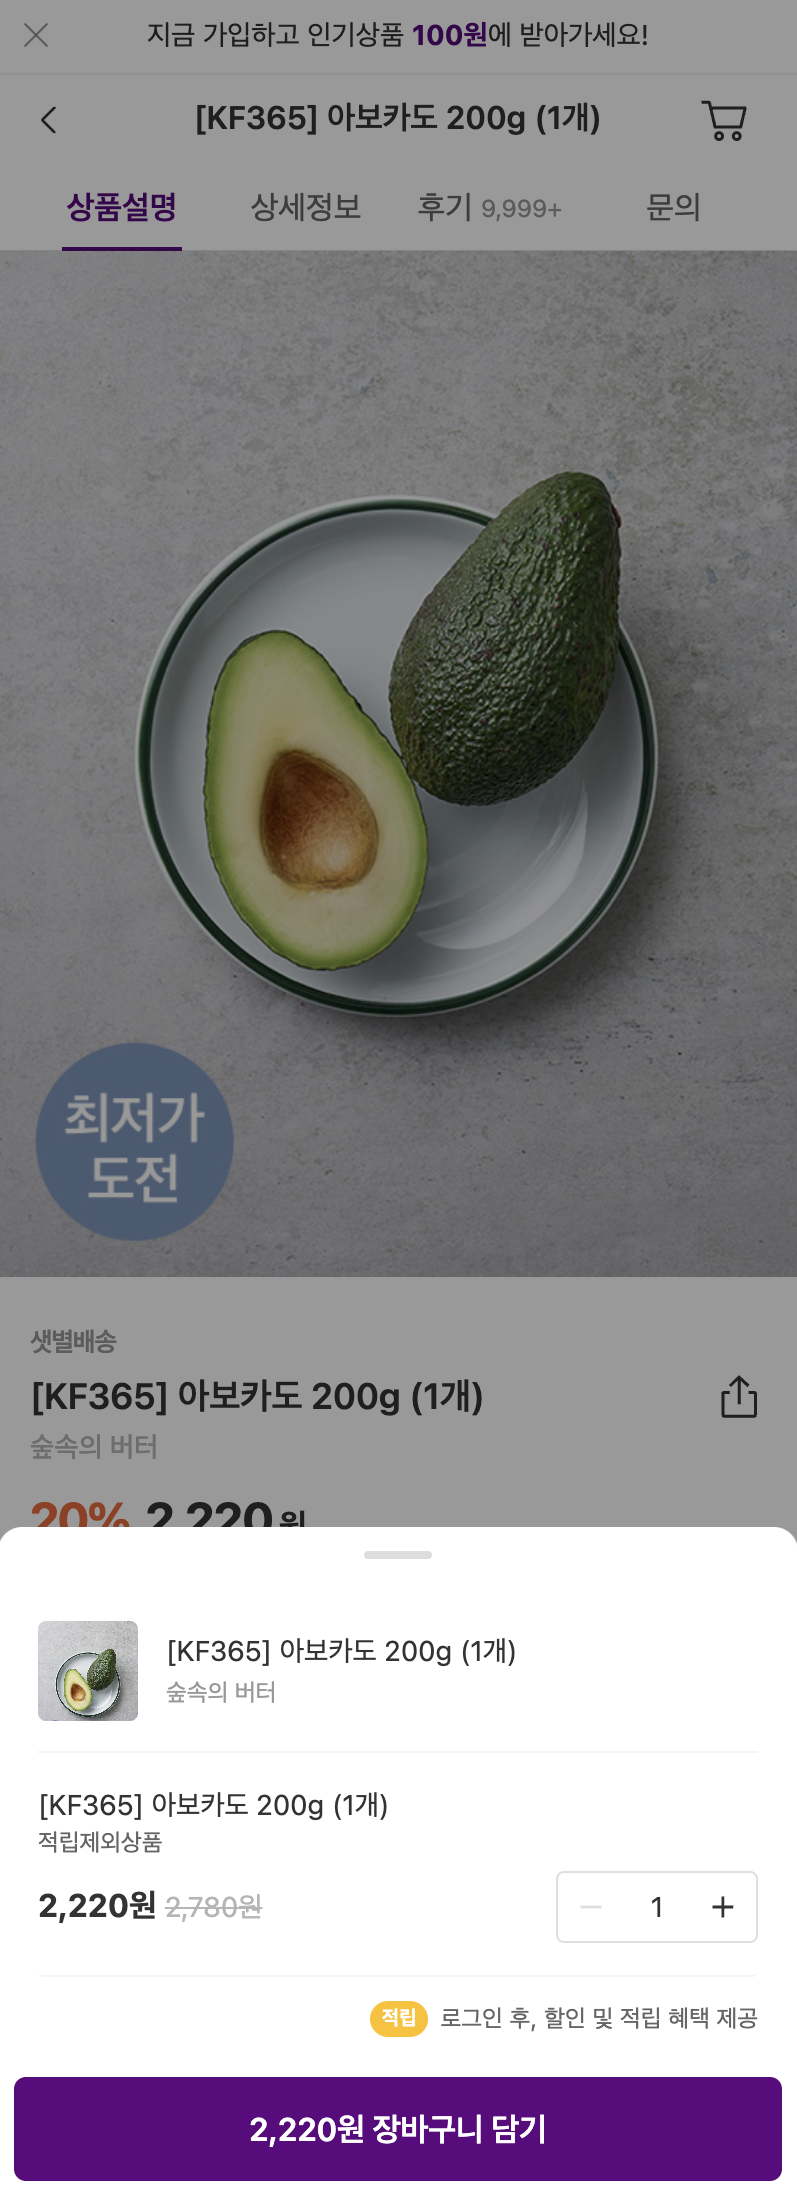 지금 가입하고 인기상품 100원에 받아가세요!
[KF365] 아보카도 200g (1개)
상품설명 상세정보 후기 9,999+ 문의
최저가
도전
샛별배송
[KF365] 아보카도 200g (1개)
숲속의 버터
20% 2,220 원
[KF365] 아보카도 200g (1개)
숲속의 버터
[KF365] 아보카도 200g (1개)
적립제외상품
2,220원 2,780원 1
적립 로그인 후, 할인 및 적립 혜택 제공
2,220원 장바구니 담기